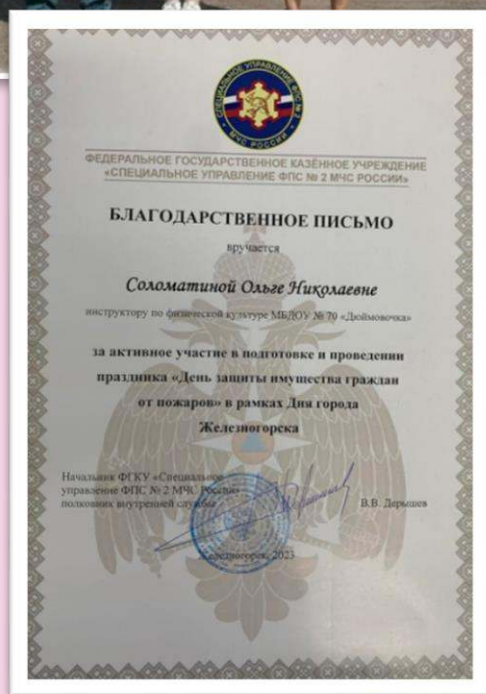 СПЕЦИАЛЬНОЕ УПРАВЛЕНИЕ ФПС № 2
МЧС РОССИИ
ФЕДЕРАЛЬНОЕ ГОСУДАРСТВЕННОЕ КАЗЁННОЕ УЧРЕЖДЕНИЕ
«СПЕЦИАЛЬНОЕ УПРАВЛЕНИЕ ФПС № 2 МЧС РОССИИ»
БЛАГОДАРСТВЕННОЕ ПИСЬМО
вручается
Соломатиной Ольге Николаевне
инструктору по физической культуре МБДОУ № 70 «Дюймовочка»
за активное участие в подготовке и проведении
праздника «День защиты имущества граждан
от пожаров» в рамках Дня города
Железногорска
Начальник ФГКУ «Специальное
управление ФПС № 2 МЧС России»
полковник внутренней службы
В.В. Дерышев
Железногорск, 2023